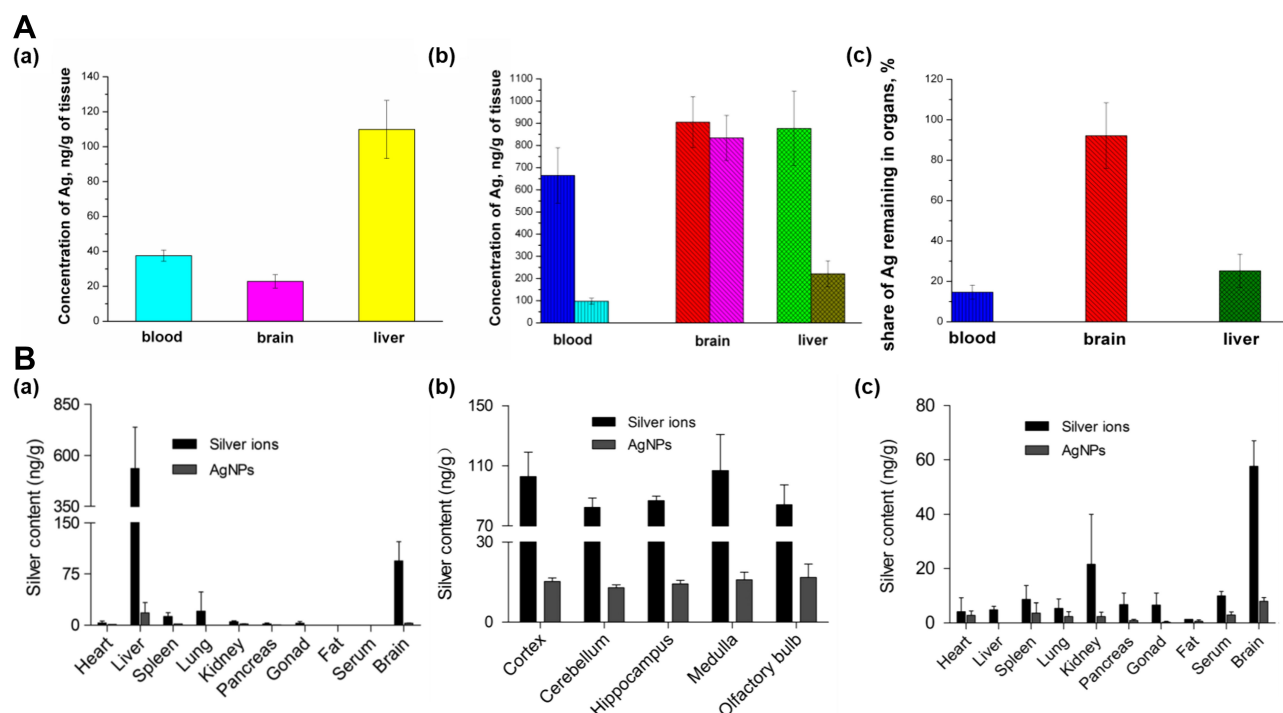 A
(a)
Concentration of Ag, ng/g of tissue
140
120
100
80
60
40
20
0
blood
brain
liver
(b)
Concentration of Ag, ng/g of tissue
1100
1000
900
800
700
600
500
400
300
200
100
0
blood
brain
liver
(c)
share of Ag remaining in organs, %
120
100
80
60
40
20
0
blood
brain
liver
B
(a)
Silver content (ng/g)
850
600
350
150
75
0
Silver ions
AgNPs
Heart
Liver
Spleen
Lung
Kidney
Pancreas
Gonad
Fat
Serum
Brain
(b)
Silver content (ng/g)
150
110
70
30
0
Silver ions
AgNPs
Cortex
Cerebellum
Hippocampus
Medulla
Olfactory bulb
(c)
Silver content (ng/g)
80
60
40
20
0
Silver ions
AgNPs
Heart
Liver
Spleen
Lung
Kidney
Pancreas
Gonad
Fat
Serum
Brain